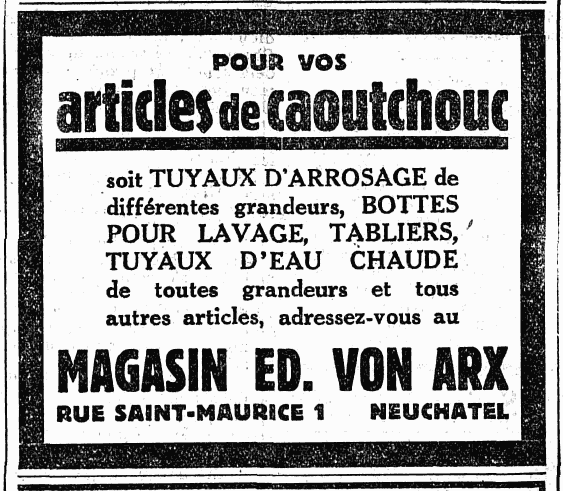 POUR VOS
articles de caoutchouc
soit TUYAUX D'ARROSAGE de
différentes grandeurs, BOTTES
POUR LAVAGE, TABLIERS,
TUYAUX D'EAU CHAUDE
de toutes grandeurs et tous
autres articles, adressez-vous au
MAGASIN ED. VON ARX
RUE SAINT-MAURICE 1 NEUCHATEL